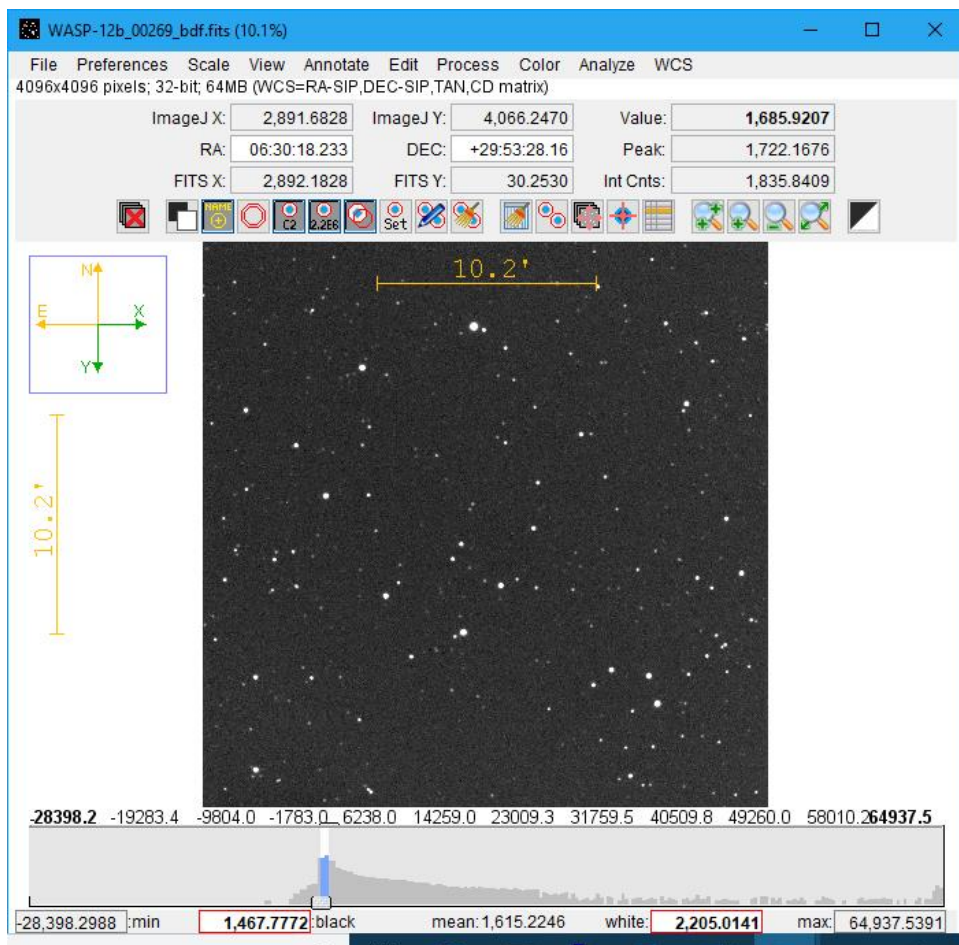 WASP-12b_00269_bdf.fits (10.1%)
File Preferences Scale View Annotate Edit Process Color Analyze WCS
4096x4096 pixels; 32-bit; 64MB (WCS=RA-SIP,DEC-SIP,TAN,CD matrix)
ImageJ X: 2,891.6828 ImageJ Y: 4,066.2470 Value: 1,685.9207
RA: 06:30:18.233 DEC: +29:53:28.16 Peak: 1,722.1676
FITS X: 2,892.1828 FITS Y: 30.2530 Int Cnts: 1,835.8409
NAME C2 2.2E6 Set
10.2'
N
E X
Y
10.2'
-28398.2 -19283.4 -9804.0 -1783.0 6238.0 14259.0 23009.3 31759.5 40509.8 49260.0 58010.2 64937.5
-28,398.2988 :min 1,467.7772 :black mean: 1,615.2246 white: 2,205.0141 max: 64,937.5391